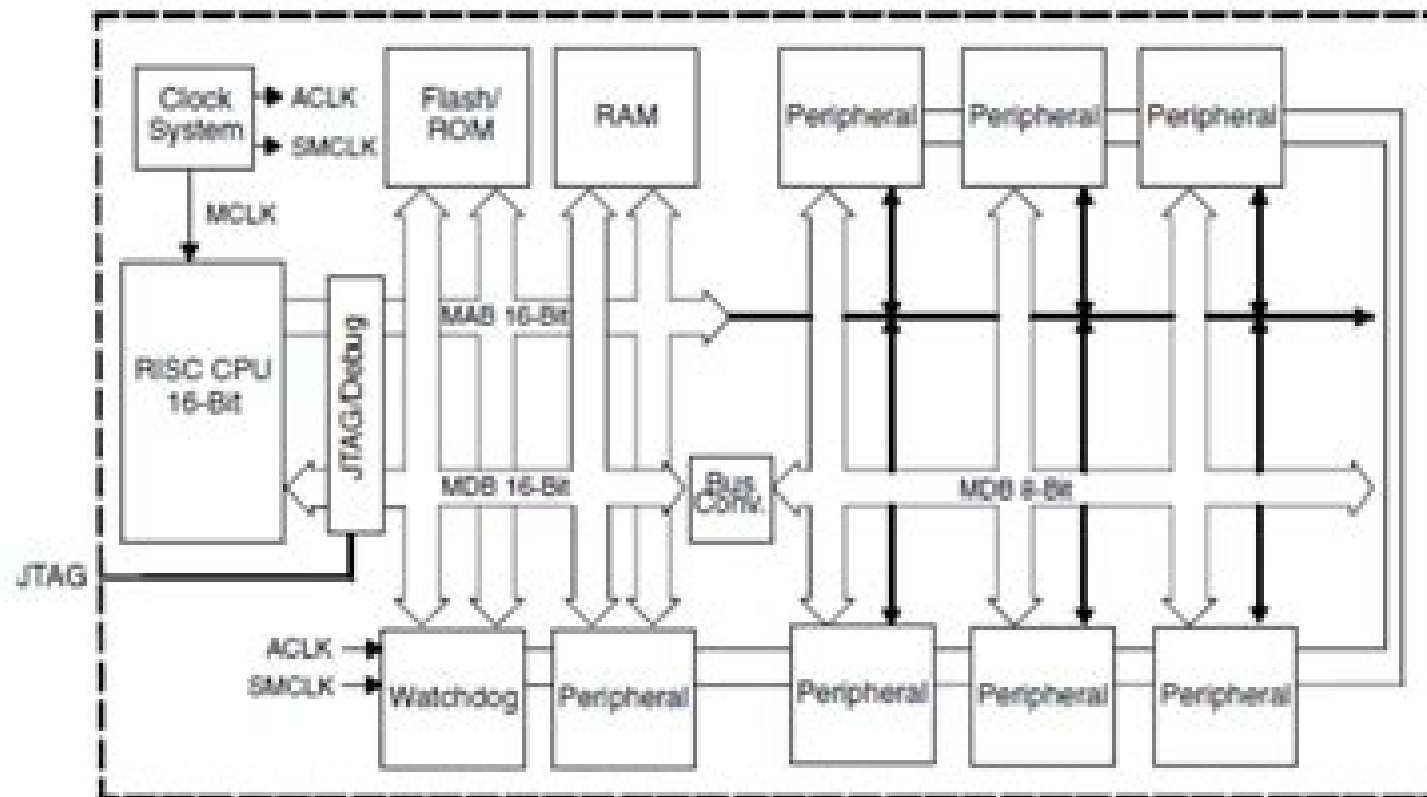 Clock
System
ACLK
SMCLK
MCLK
Flash/
ROM
RAM
Peripheral
Peripheral
Peripheral
RISC CPU
16-Bit
JTAG/Debug
MAB 16-Bit
MDB 16-Bit
Bus
Conv.
MDB 8-Bit
JTAG
ACLK
SMCLK
Watchdog
Peripheral
Peripheral
Peripheral
Peripheral